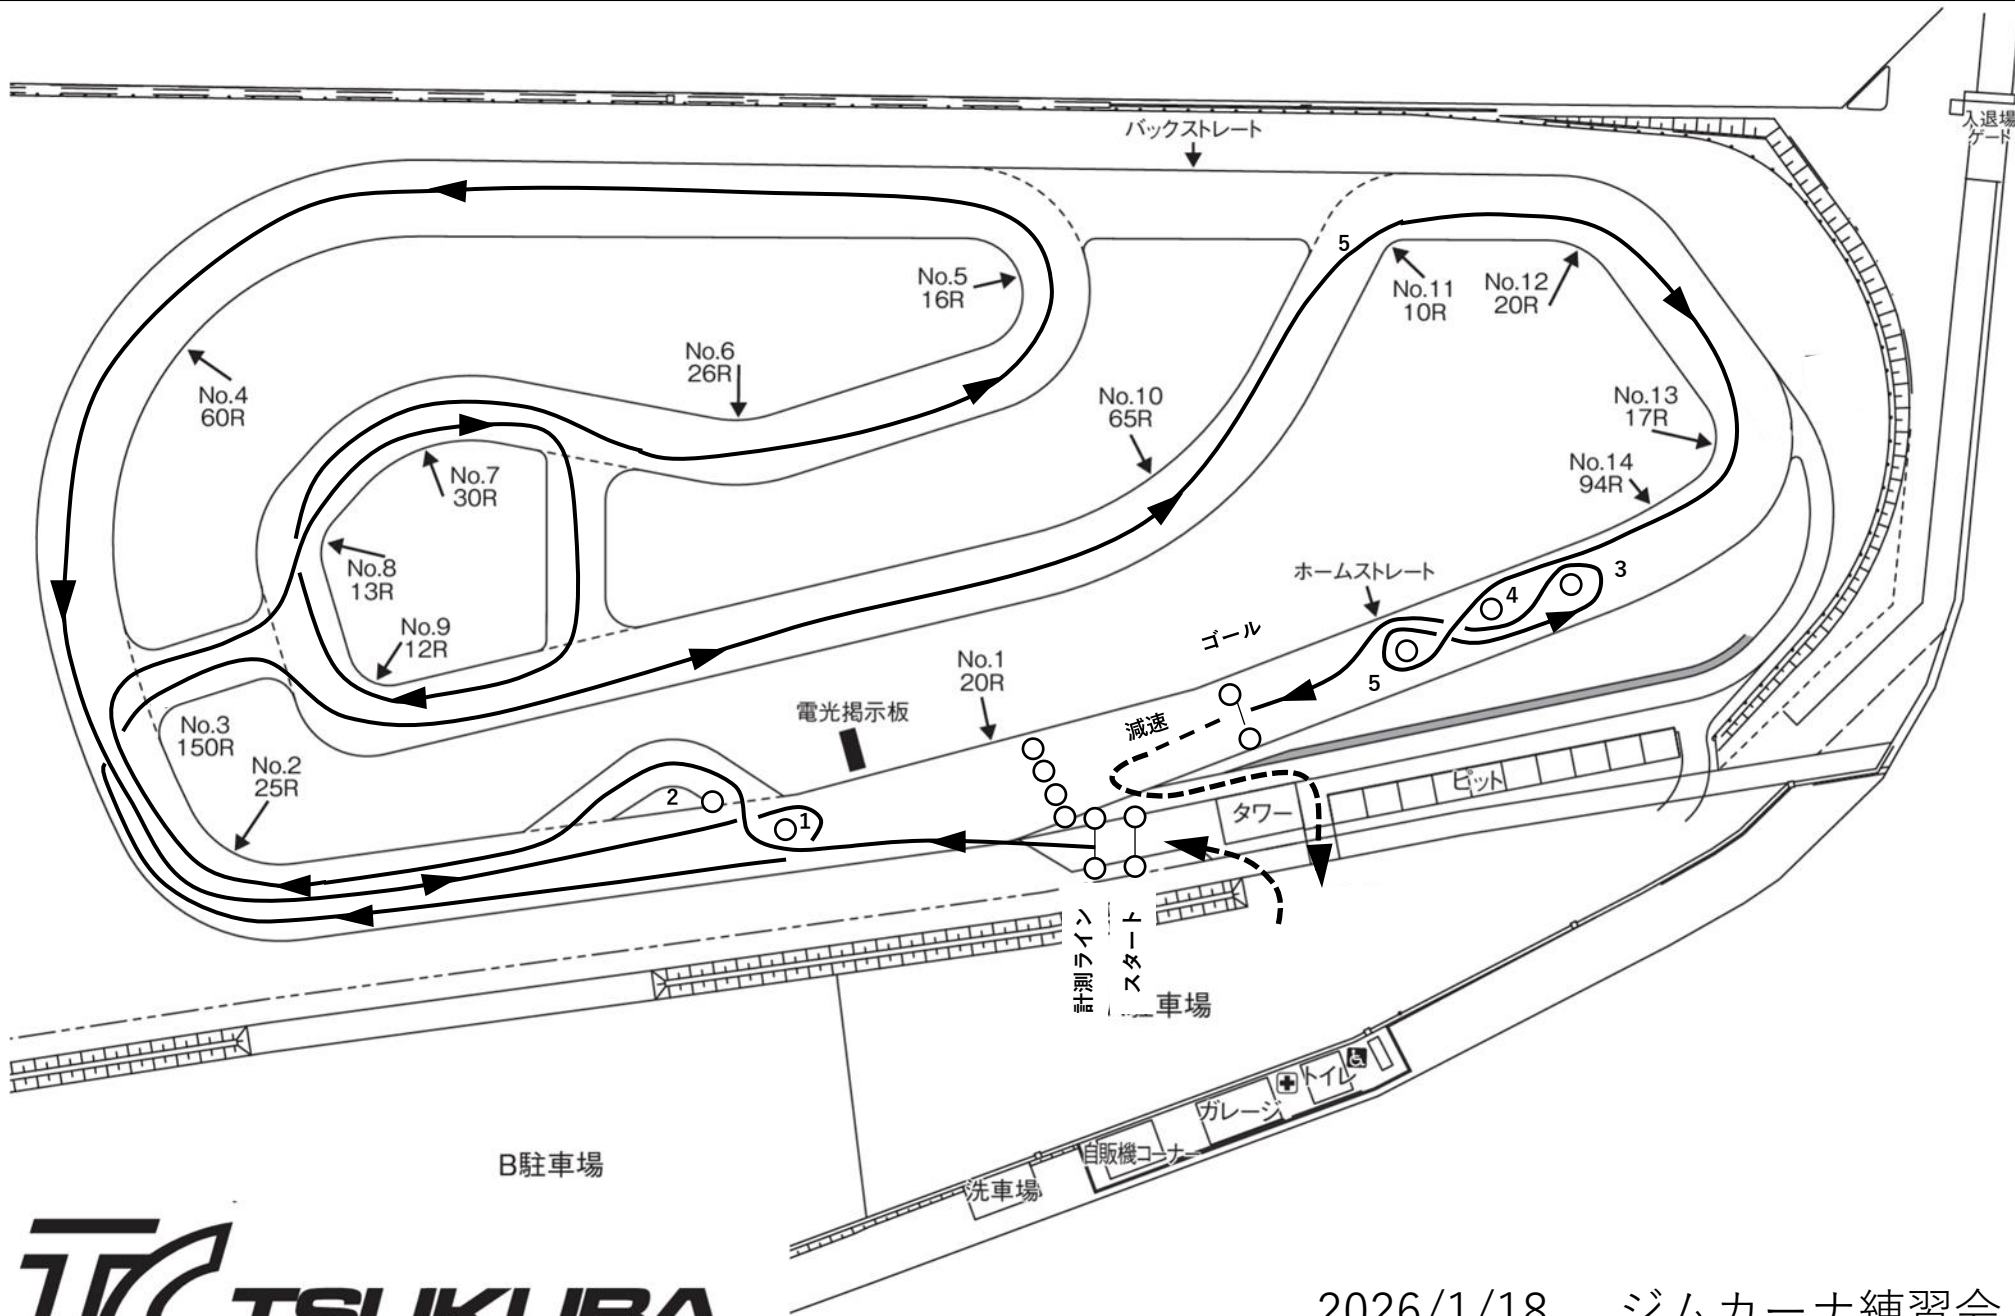 バックストレート
入退場
ゲート
5
No.5
16R
No.11
10R
No.12
20R
No.6
26R
No.4
60R
No.10
65R
No.13
17R
No.14
94R
No.7
30R
No.8
13R
ホームストレート
3
4
No.9
12R
ゴール
No.1
20R
5
No.3
150R
電光掲示板
減速
No.2
25R
2
1
タワー
ピット
計測ライン
スタート
車場
トイレ
ガレージ
自販機コーナー
B駐車場
洗車場
TC TSUKUBA
2026/1/18 ジムカーナ練習会